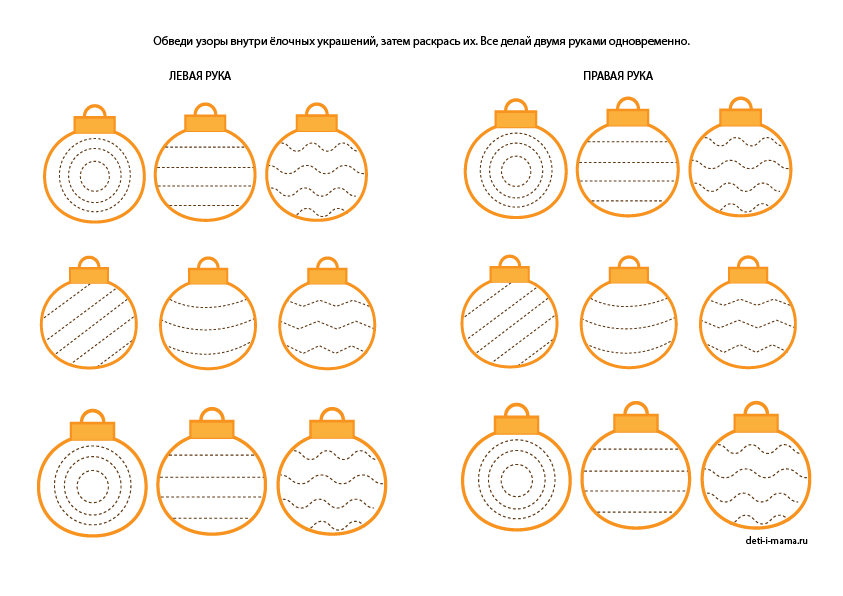 Обведи узоры внутри ёлочных украшений, затем раскрась их. Все делай двумя руками одновременно.
ЛЕВАЯ РУКА
ПРАВАЯ РУКА
deti-i-mama.ru